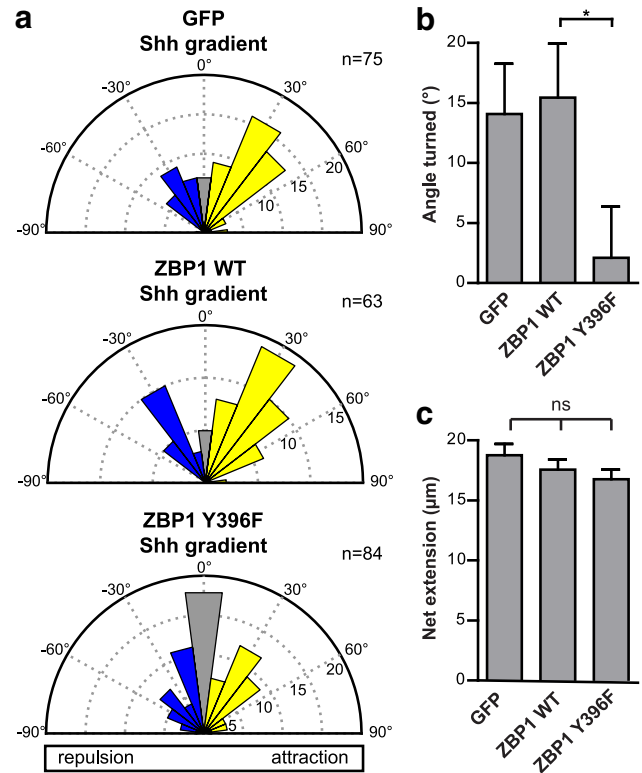 a
GFP
Shh gradient
n=75
0°
-30°
30°
-60°
60°
20
15
10
-90°
90°
ZBP1 WT
Shh gradient
n=63
0°
-30°
30°
-60°
60°
15
10
-90°
90°
ZBP1 Y396F
Shh gradient
n=84
0°
-30°
30°
-60°
60°
20
15
10
5
-90°
90°
repulsion attraction
b
*
Angle turned (°)
20
15
10
5
0
GFP
ZBP1 WT
ZBP1 Y396F
c
ns
Net extension (µm)
20
15
10
5
0
GFP
ZBP1 WT
ZBP1 Y396F